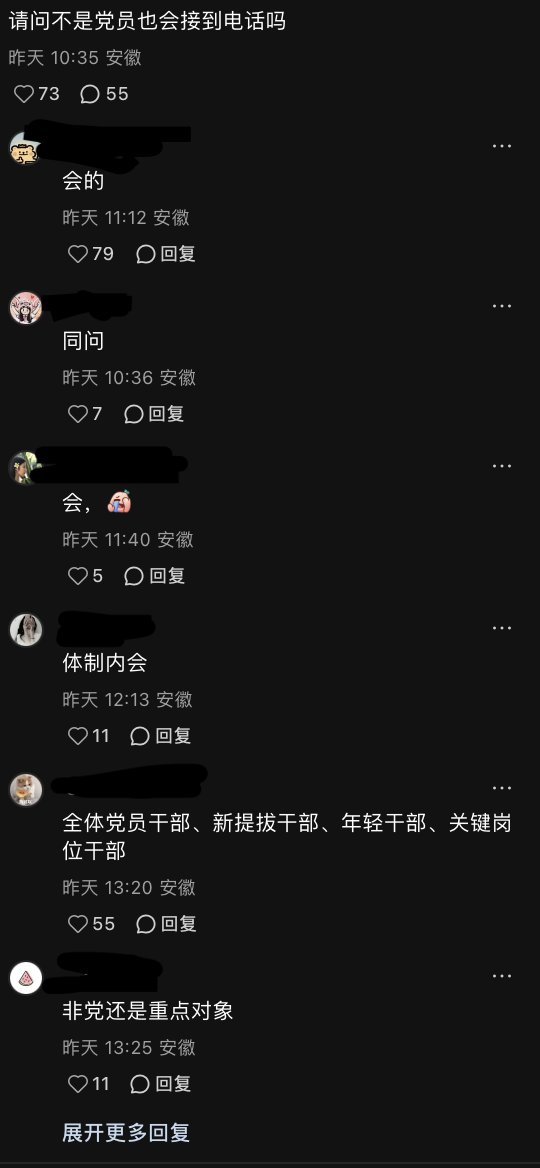 请问不是党员也会接到电话吗
昨天 10:35 安徽
73 55
会的
昨天 11:12 安徽
79 回复
同问
昨天 10:36 安徽
7 回复
会，
昨天 11:40 安徽
5 回复
体制内会
昨天 12:13 安徽
11 回复
全体党员干部、新提拔干部、年轻干部、关键岗
位干部
昨天 13:20 安徽
55 回复
非党还是重点对象
昨天 13:25 安徽
11 回复
展开更多回复